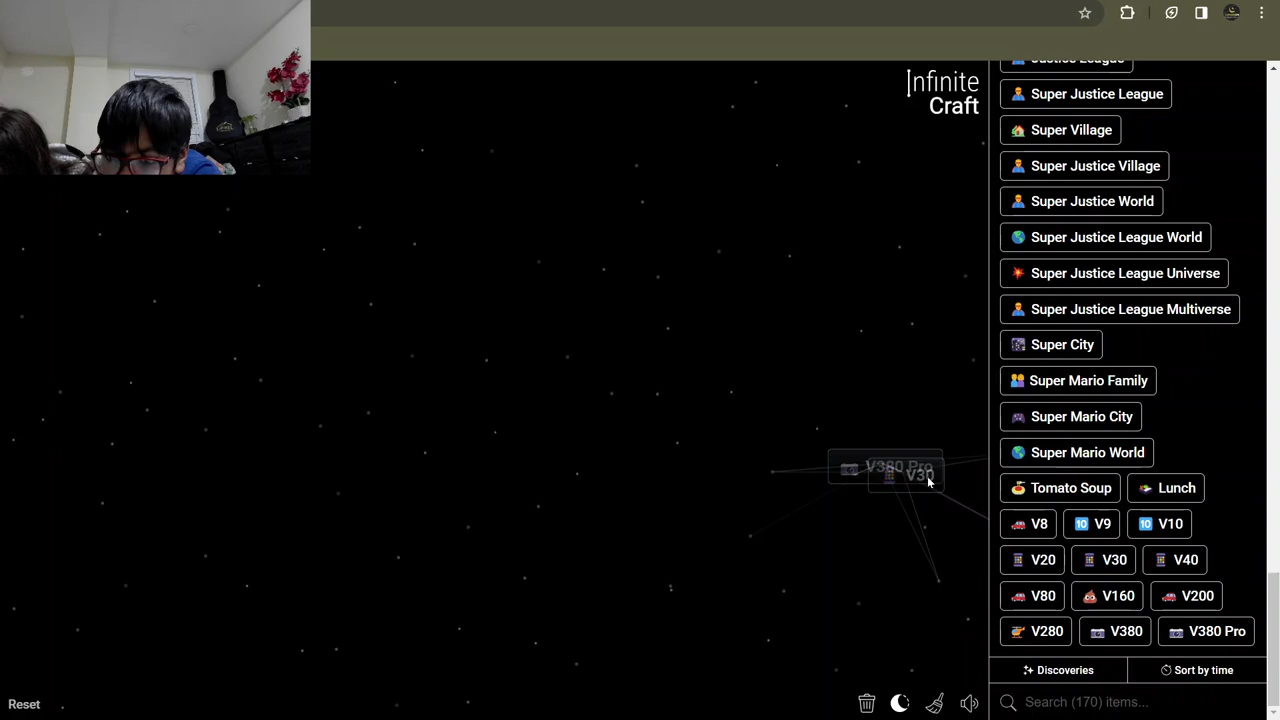 Infinite
Craft
Justice League
Super Justice League
Super Village
Super Justice Village
Super Justice World
Super Justice League World
Super Justice League Universe
Super Justice League Multiverse
Super City
Super Mario Family
Super Mario City
Super Mario World
Tomato Soup Lunch
V8 V9 V10
V20 V30 V40
V80 V160 V200
V280 V380 V380 Pro
V380 Pro
V30
Discoveries Sort by time
Reset Search (170) items...